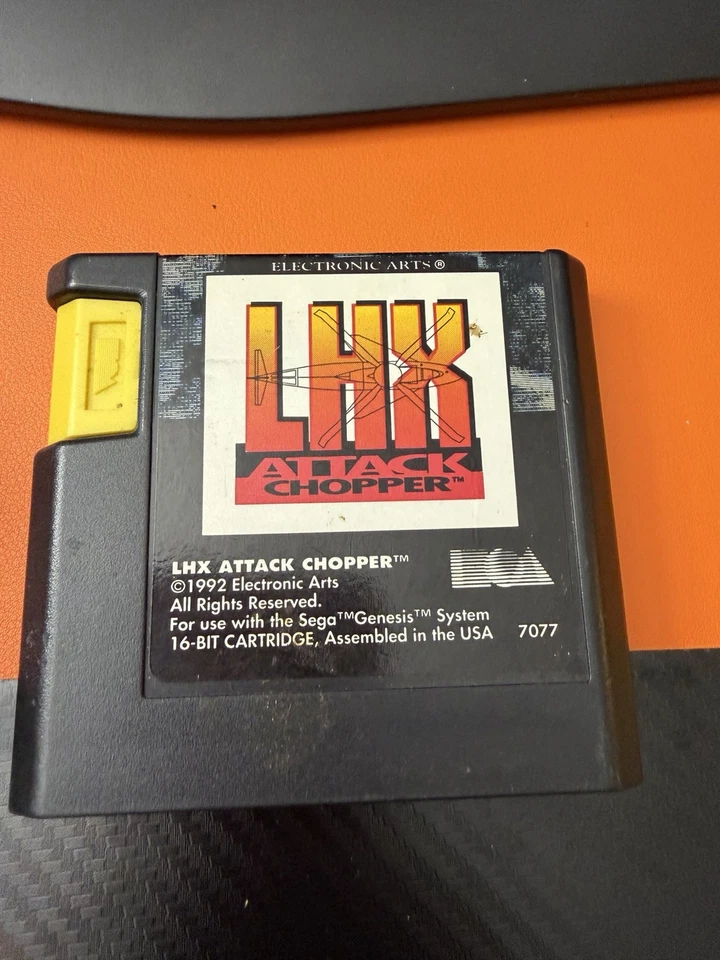 ELECTRONIC ARTS®
LHX
ATTACK
CHOPPER™
LHX ATTACK CHOPPER™
EA
©1992 Electronic Arts
All Rights Reserved.
For use with the Sega™Genesis™ System
16-BIT CARTRIDGE, Assembled in the USA 7077